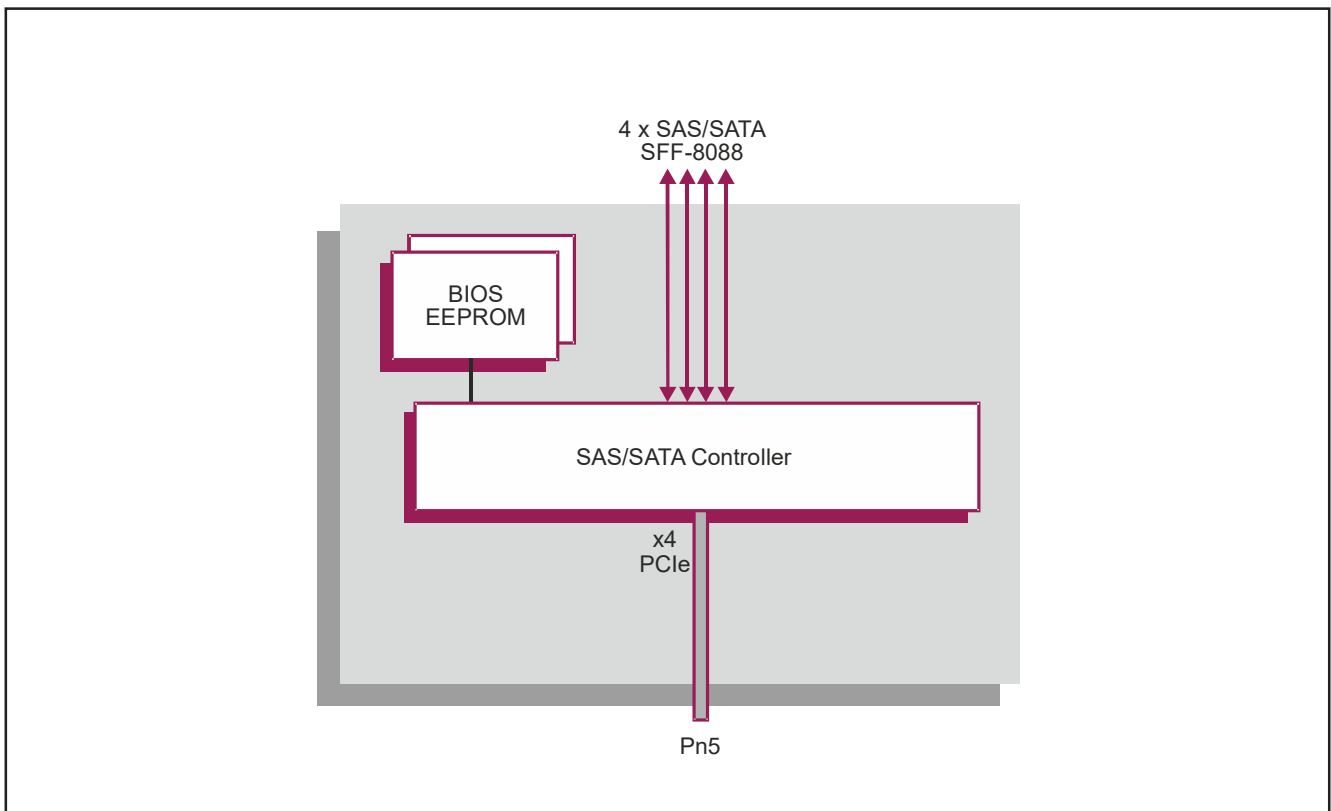 4 x SAS/SATA
SFF-8088
BIOS
EEPROM
SAS/SATA Controller
x4
PCIe
Pn5